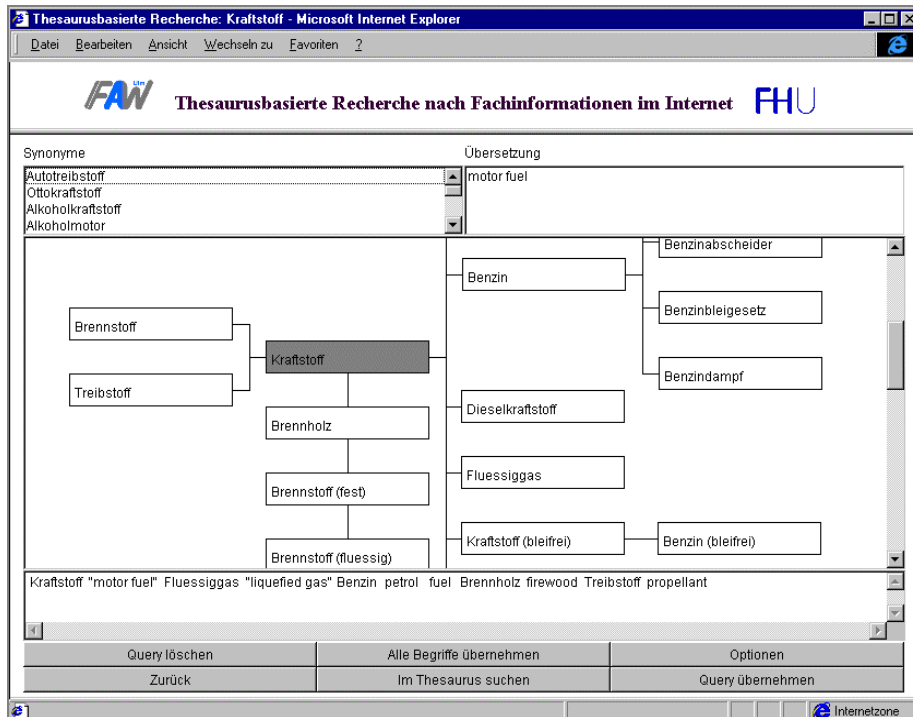 Thesaurusbasierte Recherche: Kraftstoff - Microsoft Internet Explorer
Datei Bearbeiten Ansicht Wechseln zu Favoriten ?
FAW Ulm Thesaurusbasierte Recherche nach Fachinformationen im Internet FHU
Synonyme Übersetzung
Autotreibstoff motor fuel
Ottokraftstoff
Alkoholkraftstoff
Alkoholmotor
Benzinabscheider
Benzin
Benzinbleigesetz
Brennstoff
Kraftstoff
Benzindampf
Treibstoff
Dieselkraftstoff
Brennholz
Fluessiggas
Brennstoff (fest)
Kraftstoff (bleifrei) Benzin (bleifrei)
Brennstoff (fluessig)
Kraftstoff "motor fuel" Fluessiggas "liquefied gas" Benzin petrol fuel Brennholz firewood Treibstoff propellant
Query löschen Alle Begriffe übernehmen Optionen
Zurück Im Thesaurus suchen Query übernehmen
Internetzone